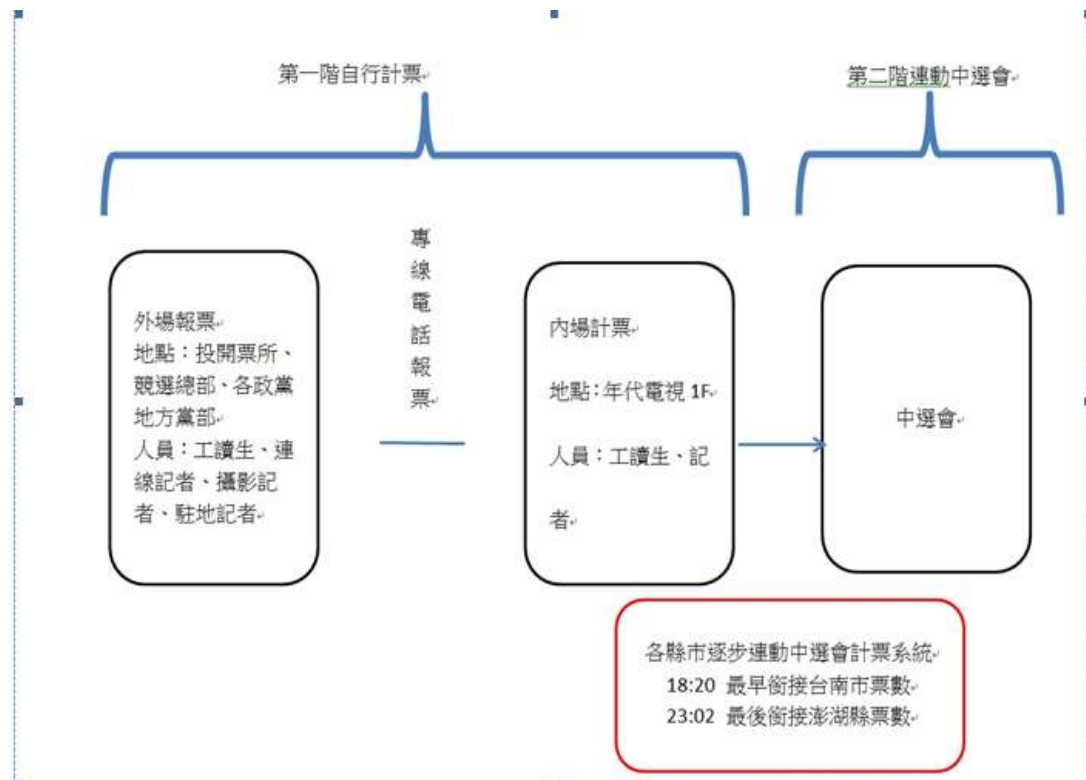 第一階自行計票
第二階連動中選會
外場報票
地點：投開票所、
競選總部、各政黨
地方黨部
人員：工讀生、連
線記者、攝影記
者、駐地記者
專
線
電
話
報
票
內場計票
地點：年代電視 1F
人員：工讀生、記
者
中選會
各縣市逐步連動中選會計票系統
18:20 最早銜接台南市票數
23:02 最後銜接澎湖縣票數